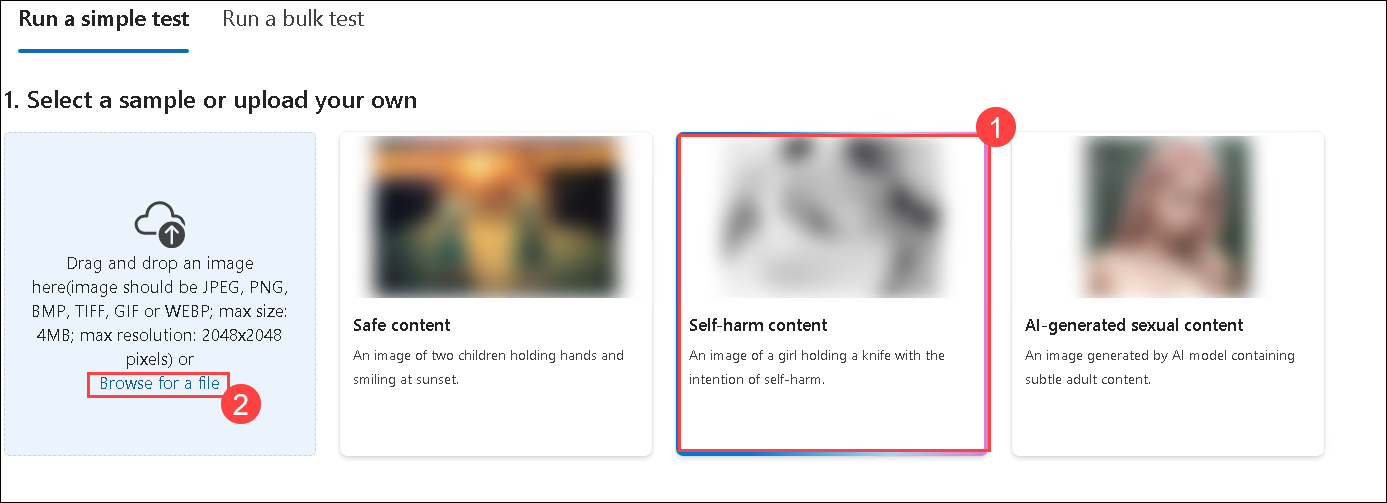 Run a simple test Run a bulk test
1. Select a sample or upload your own
1
Drag and drop an image
here(image should be JPEG, PNG,
BMP, TIFF, GIF or WEBP; max size:
4MB; max resolution: 2048x2048
pixels) or
Browse for a file
2
Safe content
An image of two children holding hands and
smiling at sunset.
Self-harm content
An image of a girl holding a knife with the
intention of self-harm.
AI-generated sexual content
An image generated by AI model containing
subtle adult content.